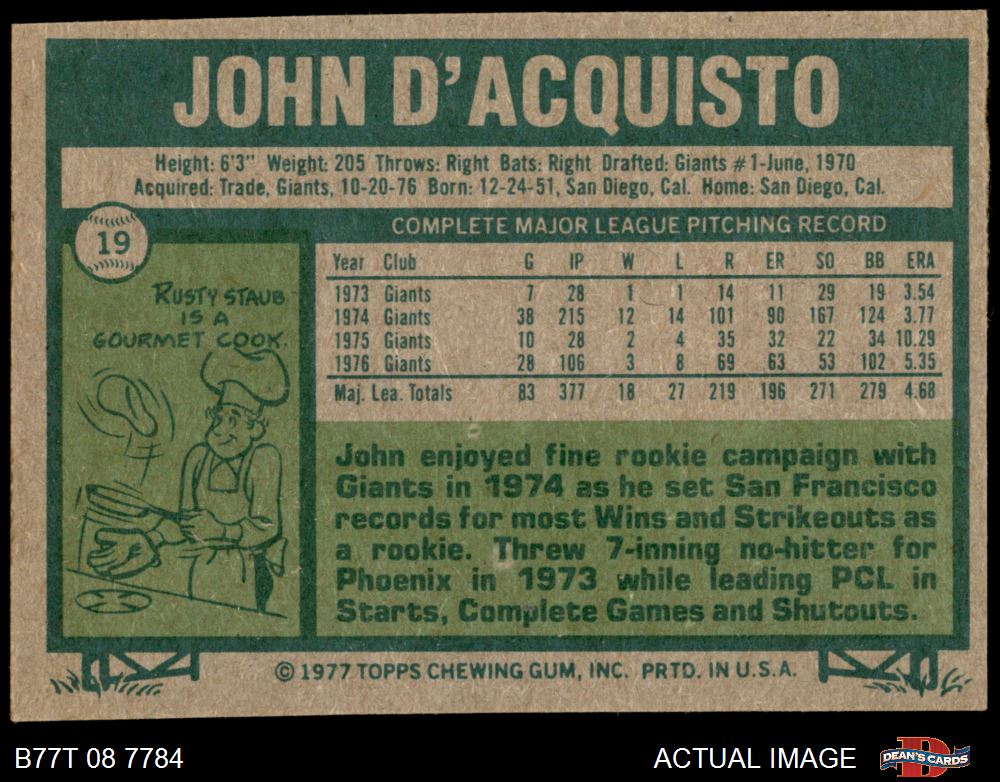 JOHN D'ACQUISTO
Height: 6'3" Weight: 205 Throws: Right Bats: Right Drafted: Giants #1-June, 1970
Acquired: Trade, Giants, 10-20-76 Born: 12-24-51, San Diego, Cal. Home: San Diego, Cal.
19
RUSTY STAUB
IS A
GOURMET COOK.
COMPLETE MAJOR LEAGUE PITCHING RECORD
Year Club G IP W L R ER SO BB ERA
1973 Giants 7 28 1 1 14 11 29 19 3.54
1974 Giants 38 215 12 14 101 90 167 124 3.77
1975 Giants 10 28 2 4 35 32 22 34 10.29
1976 Giants 28 106 3 8 69 63 53 102 5.35
Maj. Lea. Totals 83 377 18 27 219 196 271 279 4.68
John enjoyed fine rookie campaign with
Giants in 1974 as he set San Francisco
records for most Wins and Strikeouts as
a rookie. Threw 7-inning no-hitter for
Phoenix in 1973 while leading PCL in
Starts, Complete Games and Shutouts.
© 1977 TOPPS CHEWING GUM, INC. PRTD. IN U.S.A.
B77T 08 7784
ACTUAL IMAGE
DEAN'S CARDS